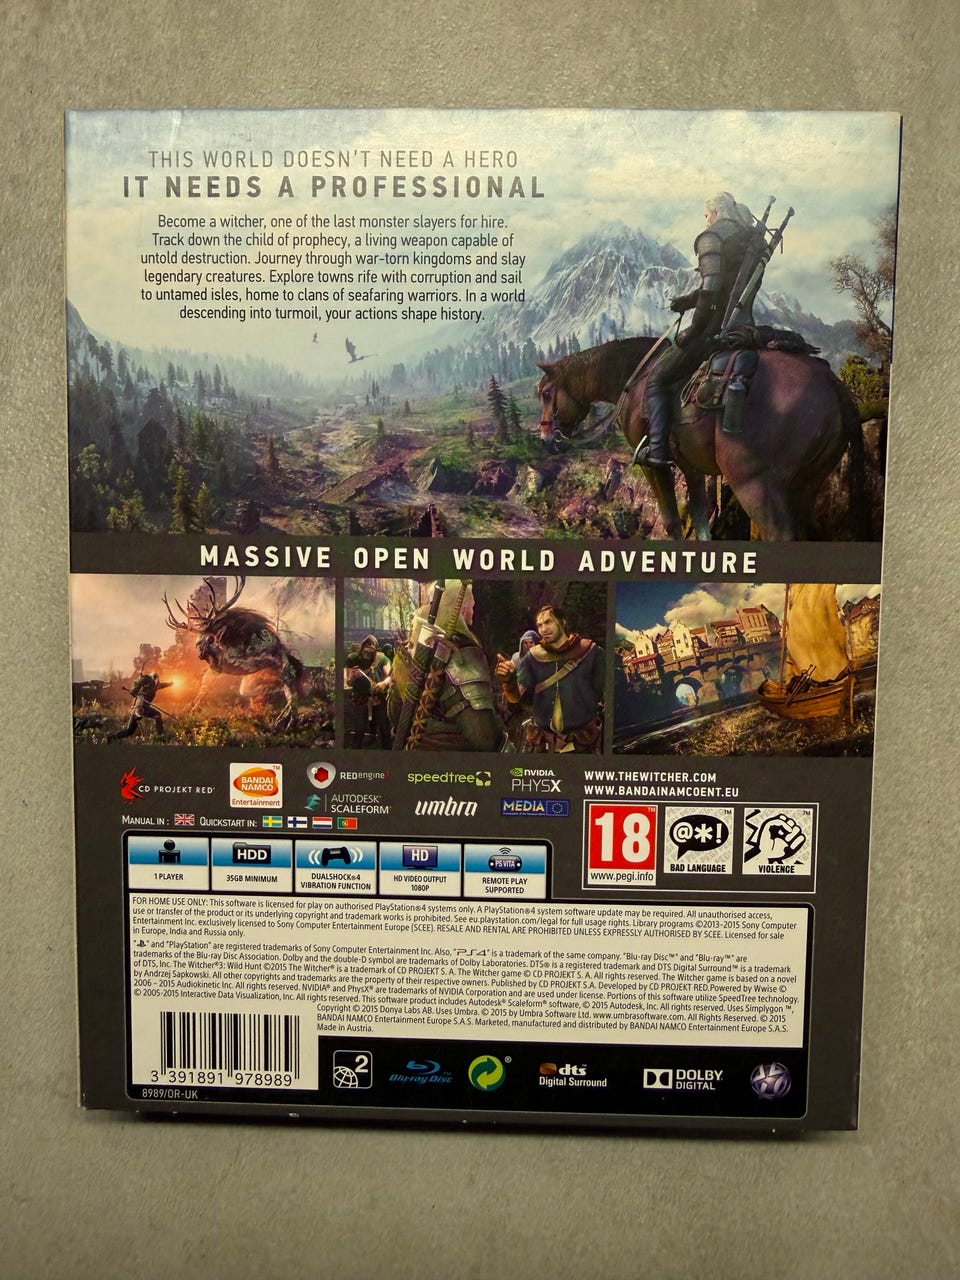 THIS WORLD DOESN'T NEED A HERO
IT NEEDS A PROFESSIONAL
Become a witcher, one of the last monster slayers for hire.
Track down the child of prophecy, a living weapon capable of
untold destruction. Journey through war-torn kingdoms and slay
legendary creatures. Explore towns rife with corruption and sail
to untamed isles, home to clans of seafaring warriors. In a world
descending into turmoil, your actions shape history.
MASSIVE OPEN WORLD ADVENTURE
CD PROJEKT RED®
BANDAI NAMCO Entertainment ™
REDengine
speedtree
NVIDIA. PHYSX
AUTODESK® SCALEFORM®
umbra
MEDIA
WWW.THEWITCHER.COM
WWW.BANDAINAMCOENT.EU
MANUAL IN: QUICKSTART IN:
18 ™
www.pegi.info
@*!
BAD LANGUAGE
VIOLENCE
1 PLAYER
HDD
35GB MINIMUM
DUALSHOCK®4
VIBRATION FUNCTION
HD
HD VIDEO OUTPUT
1080P
PS VITA
REMOTE PLAY
SUPPORTED
FOR HOME USE ONLY: This software is licensed for play on authorised PlayStation®4 systems only. A PlayStation®4 system software update may be required. All unauthorised access,
use or transfer of the product or its underlying copyright and trademark works is prohibited. See eu.playstation.com/legal for full usage rights. Library programs ©2013-2015 Sony Computer
Entertainment Inc. exclusively licensed to Sony Computer Entertainment Europe (SCEE). RESALE AND RENTAL ARE PROHIBITED UNLESS EXPRESSLY AUTHORISED BY SCEE. Licensed for sale
in Europe, India and Russia only.
" " and "PlayStation" are registered trademarks of Sony Computer Entertainment Inc. Also, "PS4" is a trademark of the same company. "Blu-ray Disc™" and "Blu-ray™" are
trademarks of the Blu-ray Disc Association. Dolby and the double-D symbol are trademarks of Dolby Laboratories. DTS® is a registered trademark and DTS Digital Surround™ is a trademark
of DTS, Inc. The Witcher®3: Wild Hunt ©2015 The Witcher® is a trademark of CD PROJEKT S. A. The Witcher game © CD PROJEKT S. A. All rights reserved. The Witcher game is based on a novel
by Andrzej Sapkowski. All other copyrights and trademarks are the property of their respective owners. Published by CD PROJEKT S.A. Developed by CD PROJEKT RED.Powered by Wwise ©
2006 – 2015 Audiokinetic Inc. All rights reserved. NVIDIA® and PhysX® are trademarks of NVIDIA Corporation and are used under license. Portions of this software utilize SpeedTree technology.
© 2005-2015 Interactive Data Visualization, Inc. All rights reserved. This software product includes Autodesk® Scaleform® software, © 2015 Autodesk, Inc. All rights reserved. Uses Simplygon ™,
Copyright © 2015 Donya Labs AB. Uses Umbra. © 2015 by Umbra Software Ltd. www.umbrasoftware.com. All Rights Reserved. © 2015
BANDAI NAMCO Entertainment Europe S.A.S. Marketed, manufactured and distributed by BANDAI NAMCO Entertainment Europe S.A.S.
Made in Austria.
3 391891 978989
8989/OR-UK
2
Blu-ray Disc
®
dts
Digital Surround
DOLBY
DIGITAL